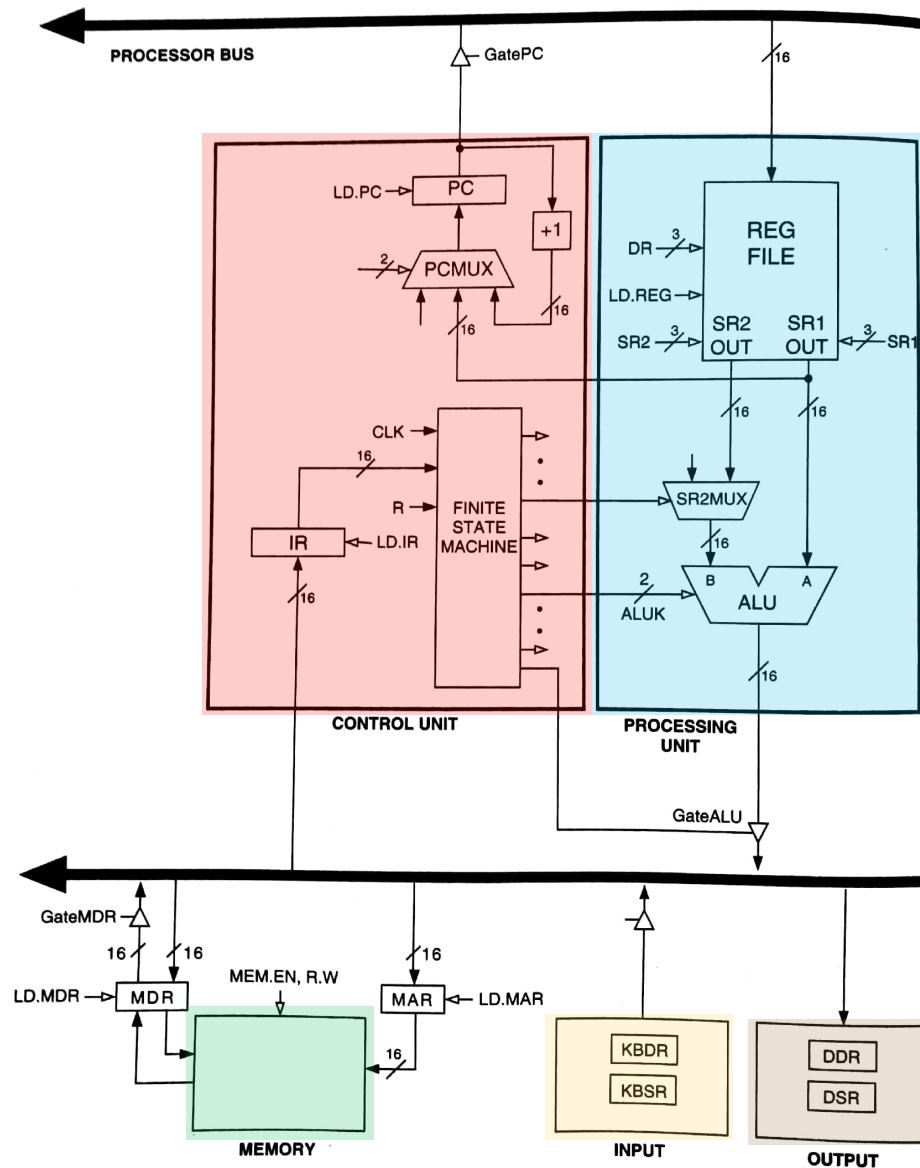 PROCESSOR BUS
GatePC
16
LD.PC
PC
+1
2
PCMUX
16
16
REG
FILE
DR
3
LD.REG
SR2
3
SR2
OUT
SR1
OUT
3
SR1
16
16
CLK
16
R
FINITE
STATE
MACHINE
IR
LD.IR
16
SR2MUX
16
B
A
ALU
2
ALUK
16
CONTROL UNIT
PROCESSING
UNIT
GateALU
GateMDR
16
16
16
LD.MDR
MDR
MEM.EN, R.W
MAR
LD.MAR
16
KBDR
KBSR
DDR
DSR
MEMORY
INPUT
OUTPUT